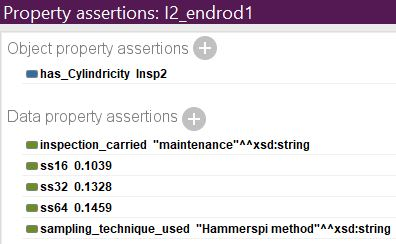 Property assertions: I2_endrod1
Object property assertions
has_Cylindricity Insp2
Data property assertions
inspection_carried "maintenance"^^xsd:string
ss16 0.1039
ss32 0.1328
ss64 0.1459
sampling_technique_used "Hammerspi method"^^xsd:string